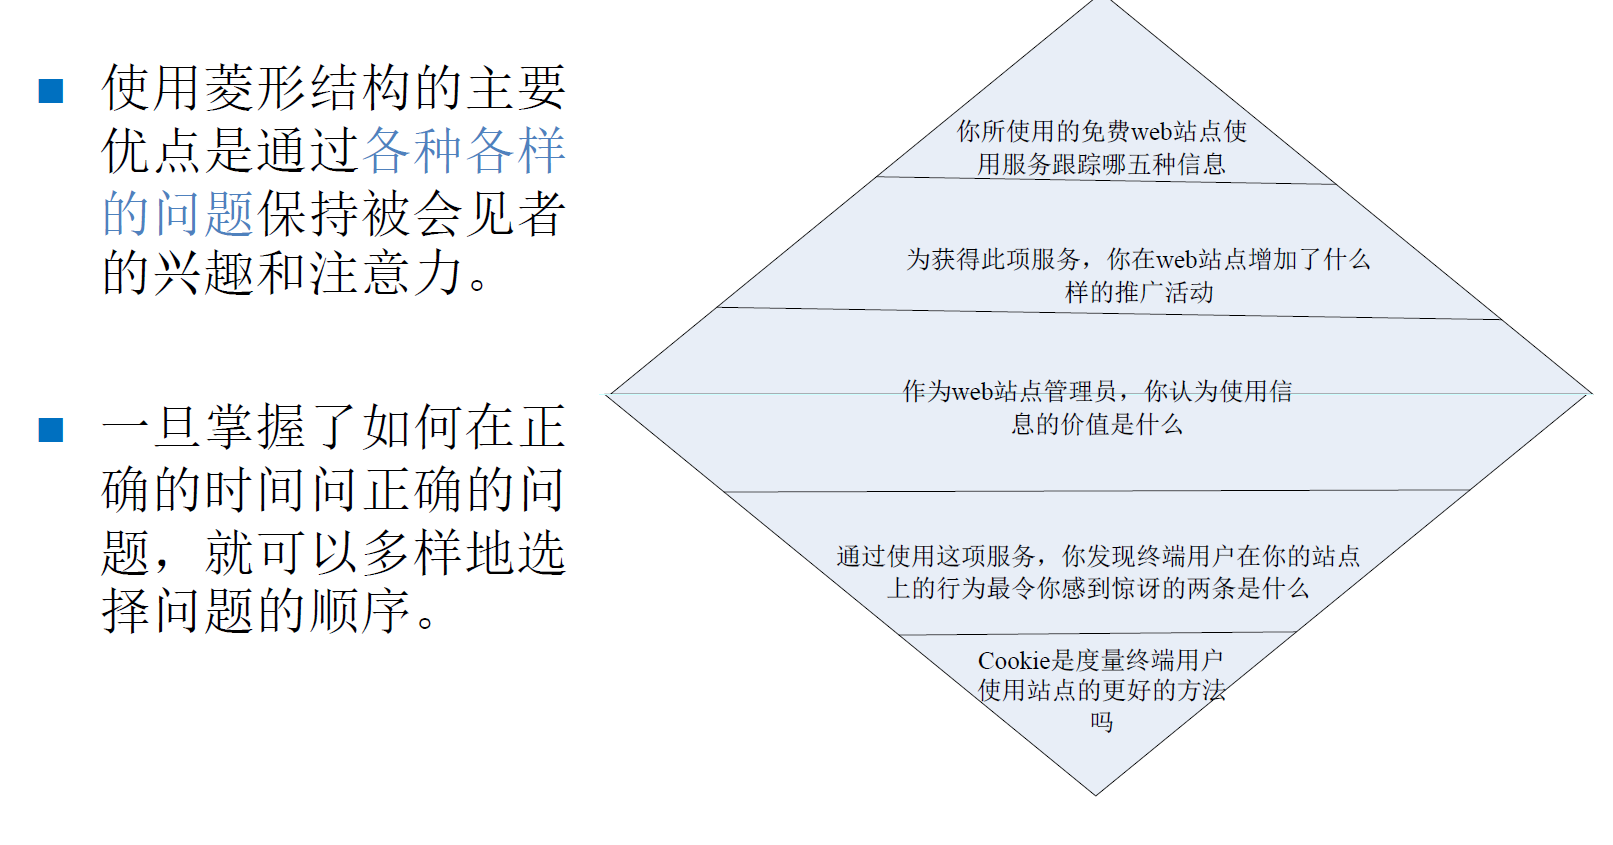 使用菱形结构的主要
优点是通过各种各样
的问题保持被会见者
的兴趣和注意力。
一旦掌握了如何在正
确的时间问正确的问
题，就可以多样地选
择问题的顺序。
你所使用的免费web站点使
用服务跟踪哪五种信息
为获得此项服务，你在web站点增加了什么
样的推广活动
作为web站点管理员，你认为使用信
息的价值是什么
通过使用这项服务，你发现终端用户在你的站点
上的行为最令你感到惊讶的两条是什么
Cookie是度量终端用户
使用站点的更好的方法
吗